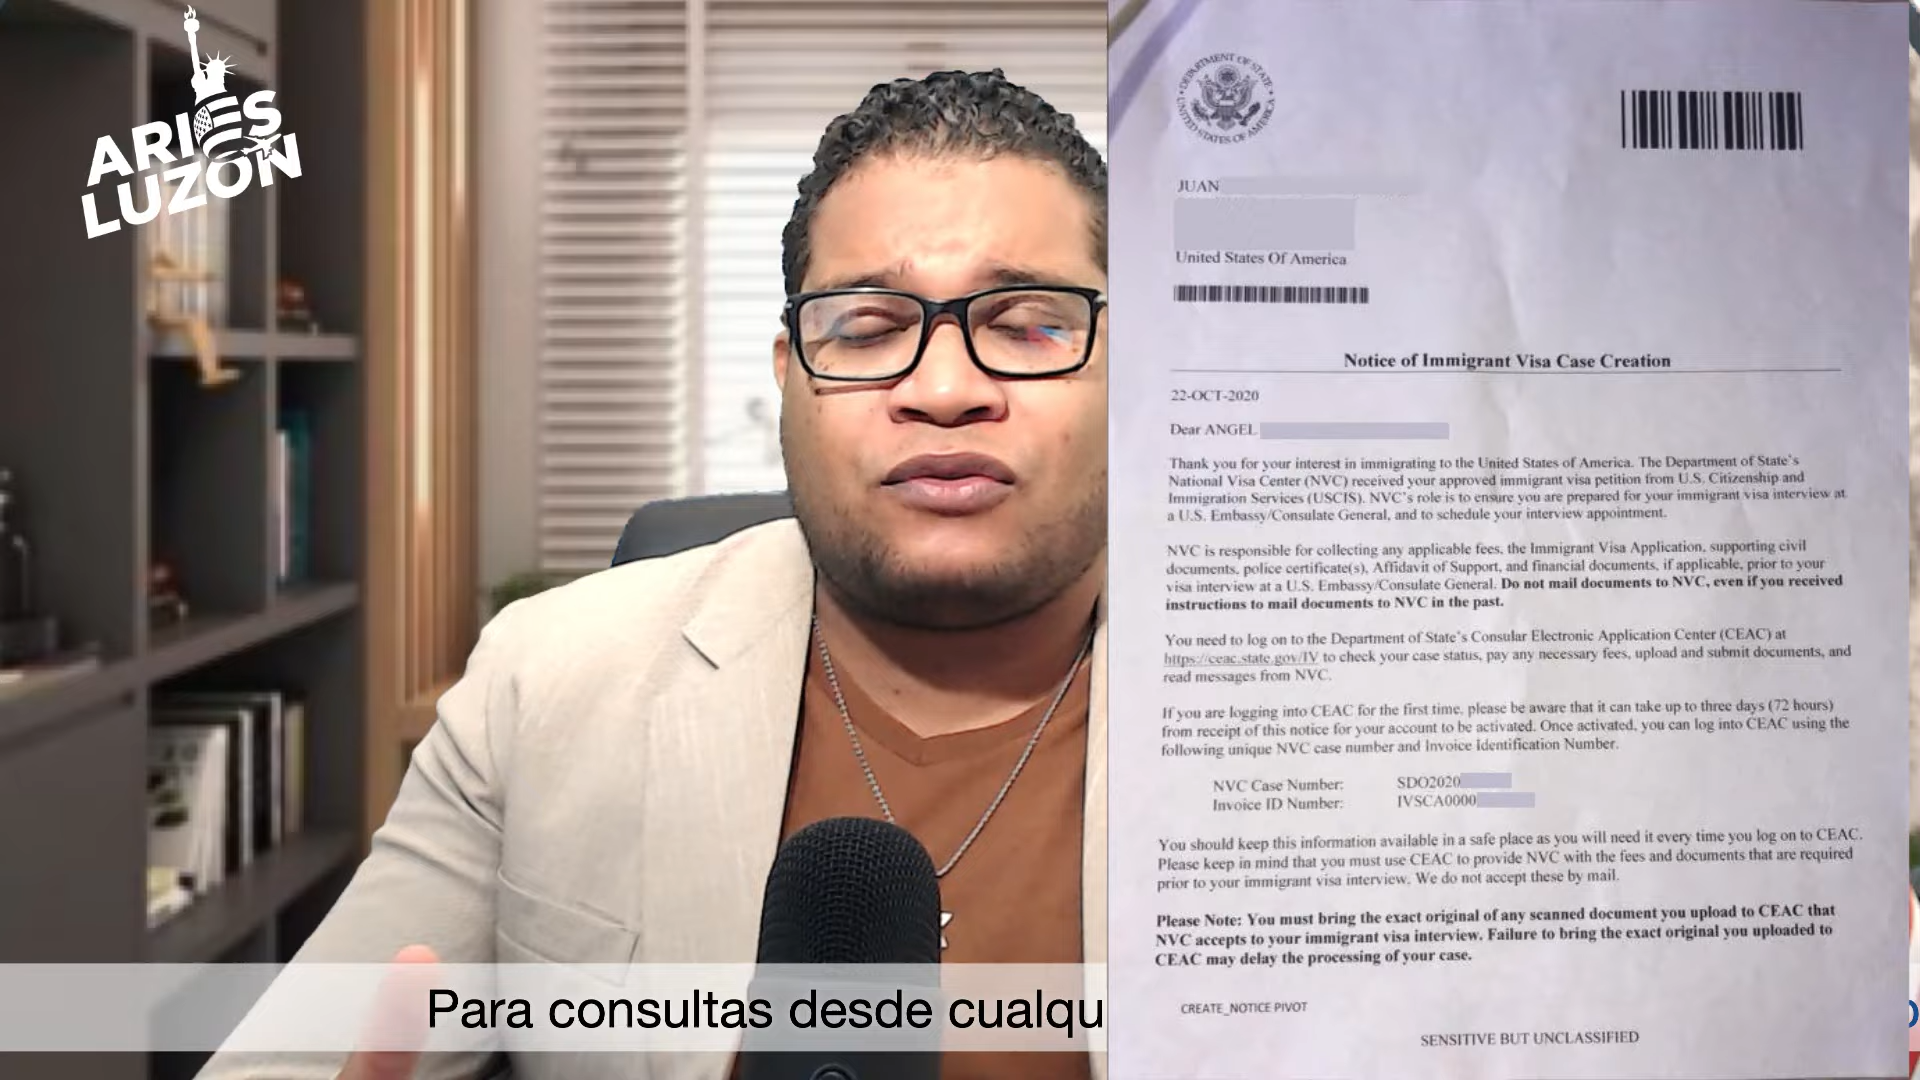 ARIES
LUZON
DEPARTMENT OF STATE
UNITED STATES OF AMERICA
JUAN
United States Of America
Notice of Immigrant Visa Case Creation
22-OCT-2020
Dear ANGEL
Thank you for your interest in immigrating to the United States of America. The Department of State's
National Visa Center (NVC) received your approved immigrant visa petition from U.S. Citizenship and
Immigration Services (USCIS). NVC's role is to ensure you are prepared for your immigrant visa interview at
a U.S. Embassy/Consulate General, and to schedule your interview appointment.
NVC is responsible for collecting any applicable fees, the Immigrant Visa Application, supporting civil
documents, police certificate(s), Affidavit of Support, and financial documents, if applicable, prior to your
visa interview at a U.S. Embassy/Consulate General. Do not mail documents to NVC, even if you received
instructions to mail documents to NVC in the past.
You need to log on to the Department of State's Consular Electronic Application Center (CEAC) at
https://ceac.state.gov/IV to check your case status, pay any necessary fees, upload and submit documents, and
read messages from NVC.
If you are logging into CEAC for the first time, please be aware that it can take up to three days (72 hours)
from receipt of this notice for your account to be activated. Once activated, you can log into CEAC using the
following unique NVC case number and Invoice Identification Number.
NVC Case Number: SDO2020
Invoice ID Number: IVSCA0000
You should keep this information available in a safe place as you will need it every time you log on to CEAC.
Please keep in mind that you must use CEAC to provide NVC with the fees and documents that are required
prior to your immigrant visa interview. We do not accept these by mail.
Please Note: You must bring the exact original of any scanned document you upload to CEAC that
NVC accepts to your immigrant visa interview. Failure to bring the exact original you uploaded to
CEAC may delay the processing of your case.
CREATE_NOTICE PIVOT
SENSITIVE BUT UNCLASSIFIED
Para consultas desde cualqu